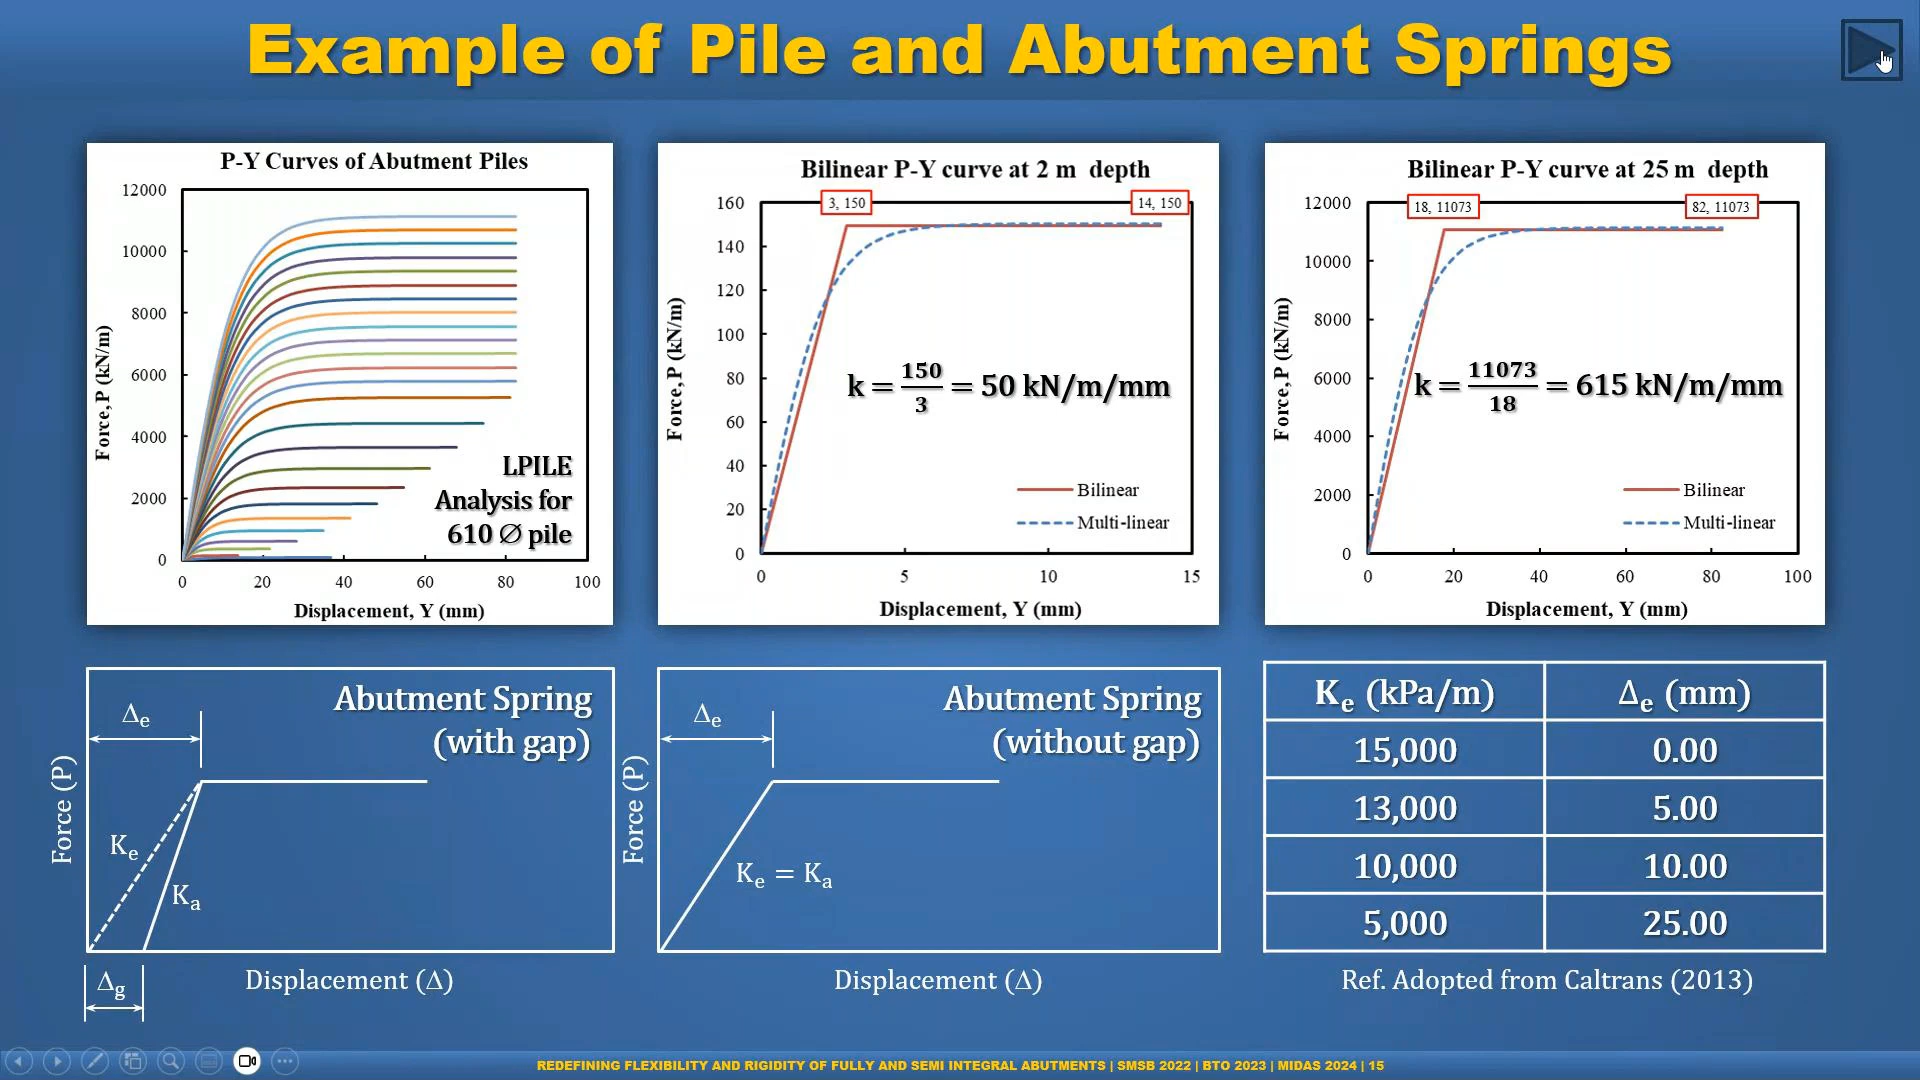 Example of Pile and Abutment Springs
P-Y Curves of Abutment Piles
12000
10000
8000
6000
4000
2000
0
Force,P (kN/m)
LPILE
Analysis for
610 ∅ pile
0 20 40 60 80 100
Displacement, Y (mm)
Bilinear P-Y curve at 2 m depth
3, 150
14, 150
160
140
120
100
80
60
40
20
0
Force,P (kN/m)
k = 150/3 = 50 kN/m/mm
Bilinear
Multi-linear
0 5 10 15
Displacement, Y (mm)
Bilinear P-Y curve at 25 m depth
18, 11073
82, 11073
12000
10000
8000
6000
4000
2000
0
Force,P (kN/m)
k = 11073/18 = 615 kN/m/mm
Bilinear
Multi-linear
0 20 40 60 80 100
Displacement, Y (mm)
Abutment Spring
(with gap)
Δe
Force (P)
Ke
Ka
Δg
Displacement (Δ)
Abutment Spring
(without gap)
Δe
Force (P)
Ke = Ka
Displacement (Δ)
Ke (kPa/m) Δe (mm)
15,000 0.00
13,000 5.00
10,000 10.00
5,000 25.00
Ref. Adopted from Caltrans (2013)
REDEFINING FLEXIBILITY AND RIGIDITY OF FULLY AND SEMI INTEGRAL ABUTMENTS | SMSB 2022 | BTO 2023 | MIDAS 2024 | 15